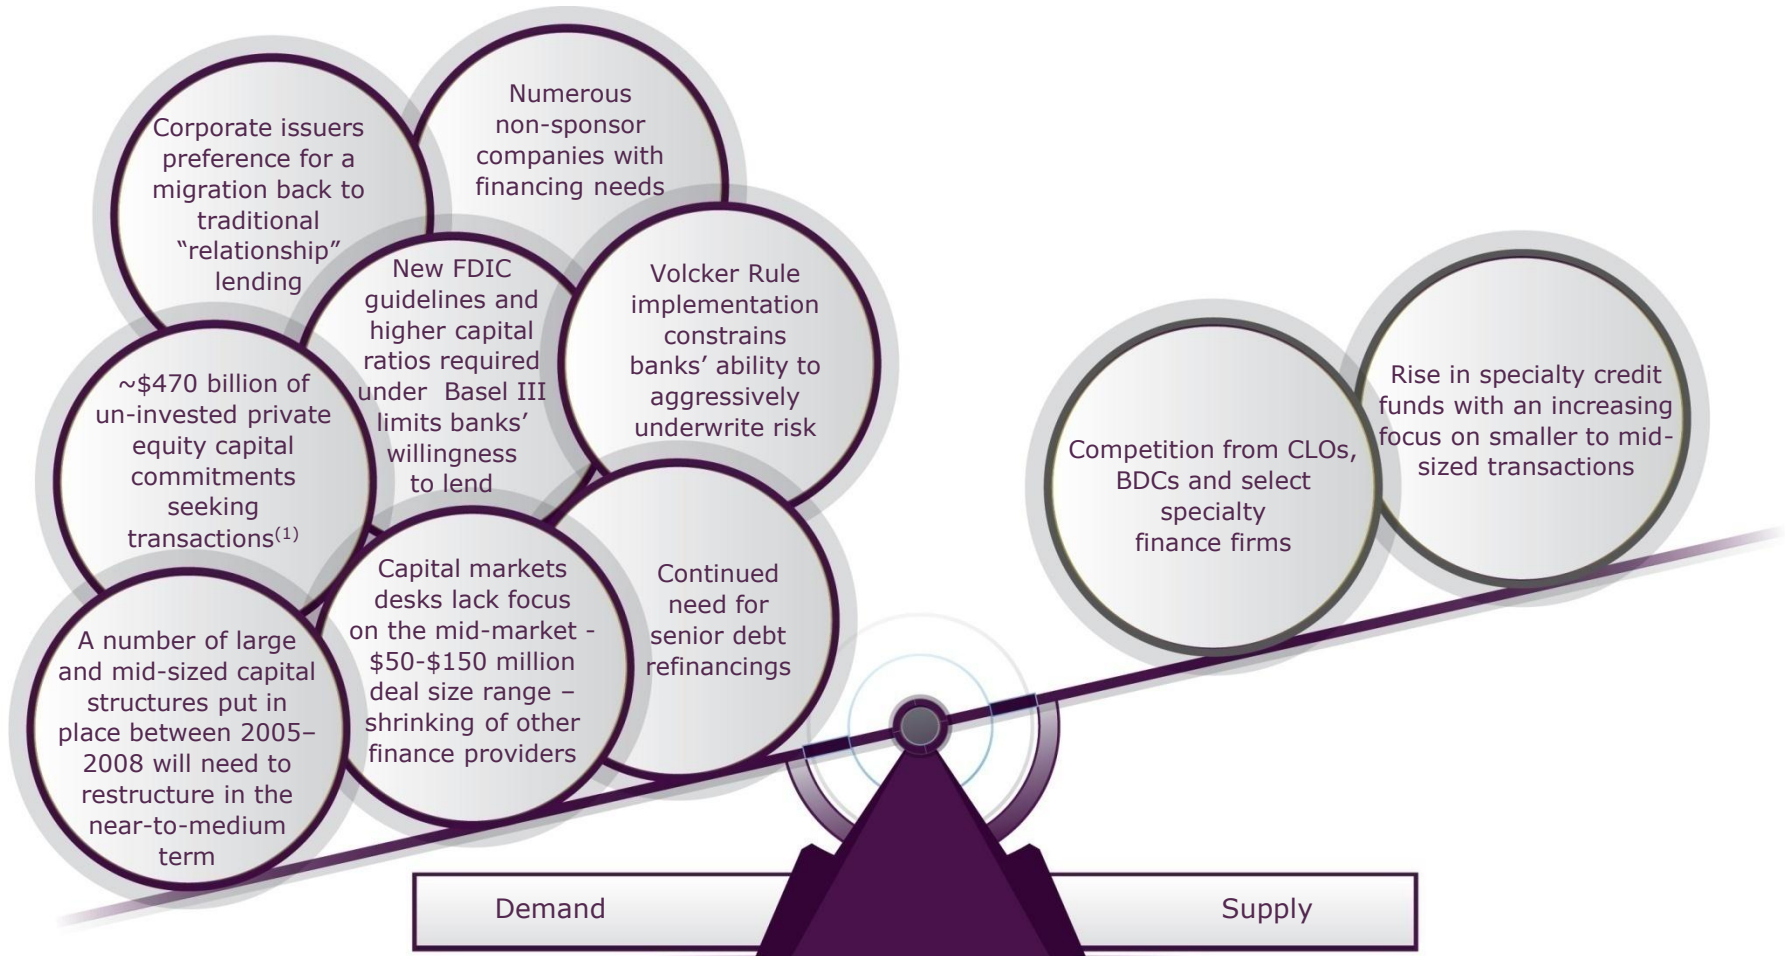 Numerous
non-sponsor
companies with
financing needs
Corporate issuers
preference for a
migration back to
traditional
“relationship”
lending
New FDIC
guidelines and
higher capital
ratios required
under  Basel III
limits banks’
willingness
to lend
Volcker Rule
implementation
constrains
banks’ ability to
aggressively
underwrite risk
~$470 billion of
un-invested private
equity capital
commitments
seeking
transactions(1)
A number of large
and mid-sized capital
structures put in
place between 2005–
2008 will need to
restructure in the
near-to-medium
term
Capital markets
desks lack focus
on the mid-market -
$50-$150 million
deal size range –
shrinking of other
finance providers
Continued
need for
senior debt
refinancings
Competition from CLOs,
BDCs and select
specialty
finance firms
Rise in specialty credit
funds with an increasing
focus on smaller to mid-
sized transactions
Demand
Supply